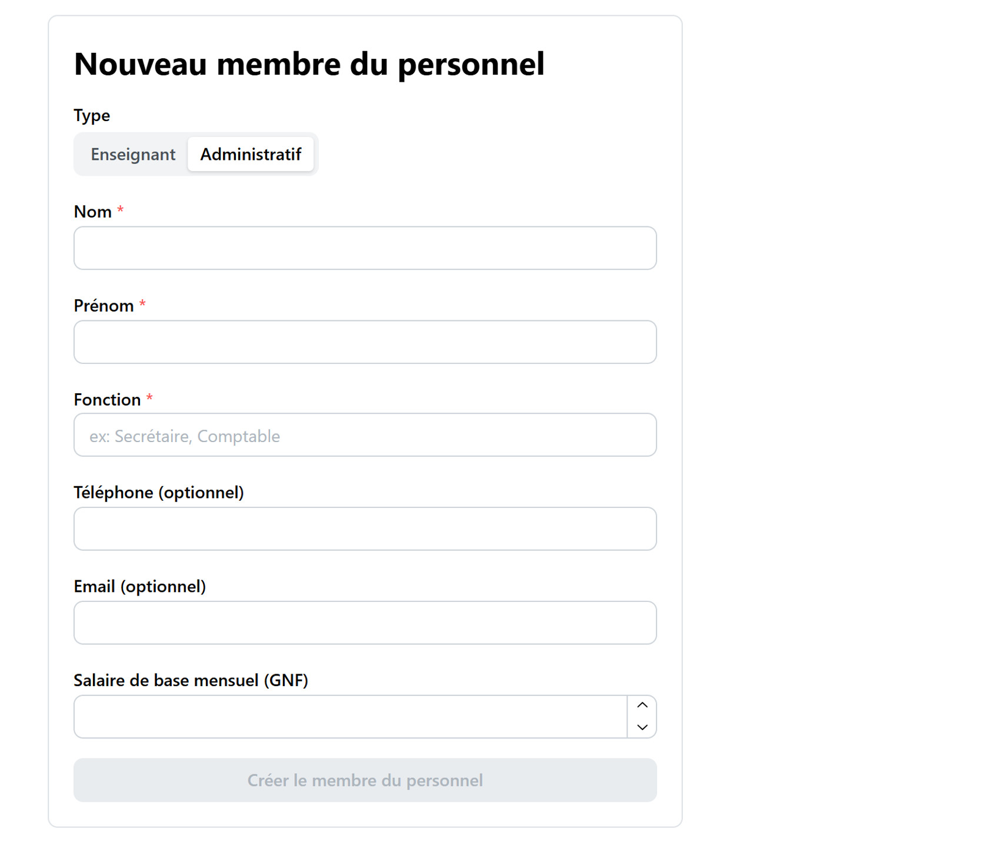 Nouveau membre du personnel
Type
Enseignant Administratif
Nom *
Prénom *
Fonction *
ex: Secrétaire, Comptable
Téléphone (optionnel)
Email (optionnel)
Salaire de base mensuel (GNF)
Créer le membre du personnel